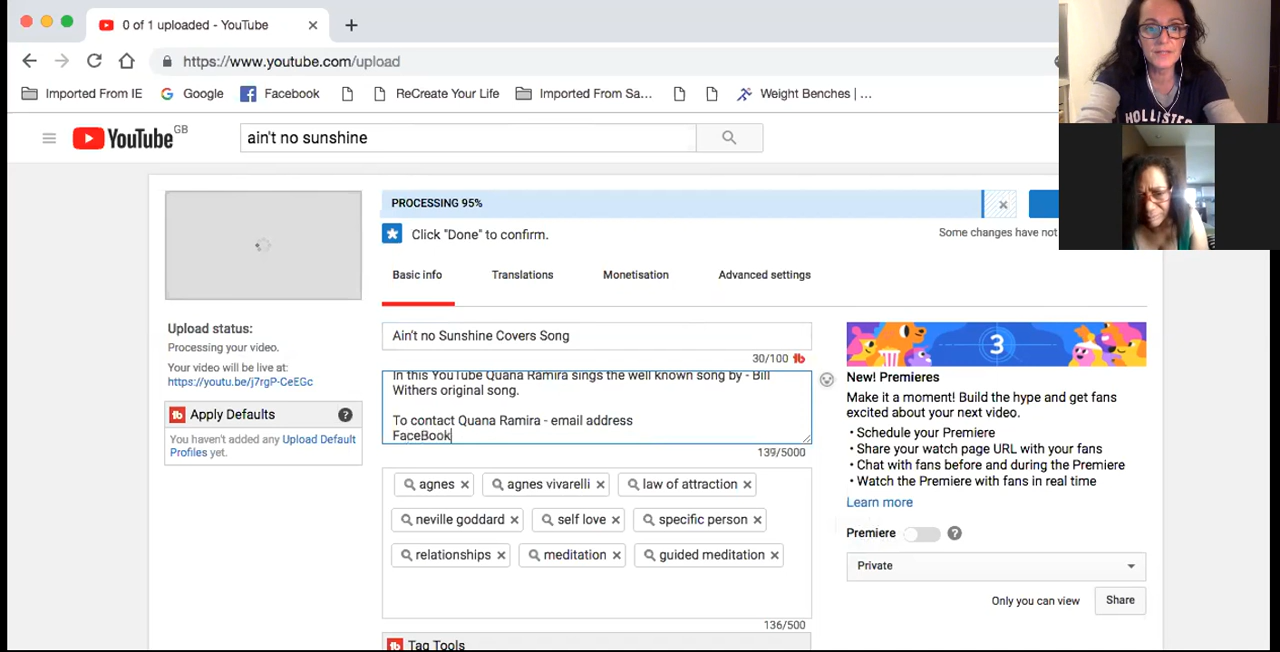 0 of 1 uploaded - YouTube
https://www.youtube.com/upload
Imported From IE
Google
Facebook
ReCreate Your Life
Imported From Sa...
Weight Benches | ...
YouTube GB
ain't no sunshine
HOLLISTER
PROCESSING 95%
Click "Done" to confirm.
Some changes have not
Basic info
Translations
Monetisation
Advanced settings
Upload status:
Processing your video.
Your video will be live at:
https://youtu.be/j7rgP-CeEGc
Apply Defaults
You haven't added any Upload Default
Profiles yet.
Ain't no Sunshine Covers Song
30/100 tb
In this YouTube Quana Ramira sings the well known song by - Bill
Withers original song.
To contact Quana Ramira - email address
FaceBook
139/5000
agnes
agnes vivarelli
law of attraction
neville goddard
self love
specific person
relationships
meditation
guided meditation
136/500
Tag Tools
3
New! Premieres
Make it a moment! Build the hype and get fans
excited about your next video.
• Schedule your Premiere
• Share your watch page URL with your fans
• Chat with fans before and during the Premiere
• Watch the Premiere with fans in real time
Learn more
Premiere
Private
Only you can view
Share